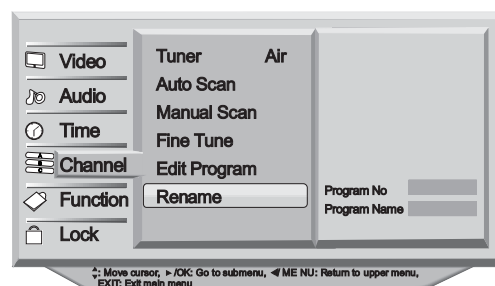 Video
Audio
Time
Channel
Function
Lock
Tuner Air
Auto Scan
Manual Scan
Fine Tune
Edit Program
Rename
Program No
Program Name
: Move cursor, ►/OK: Go to submenu, ◄/ ME NU: Return to upper menu,
EXIT: Exit main menu